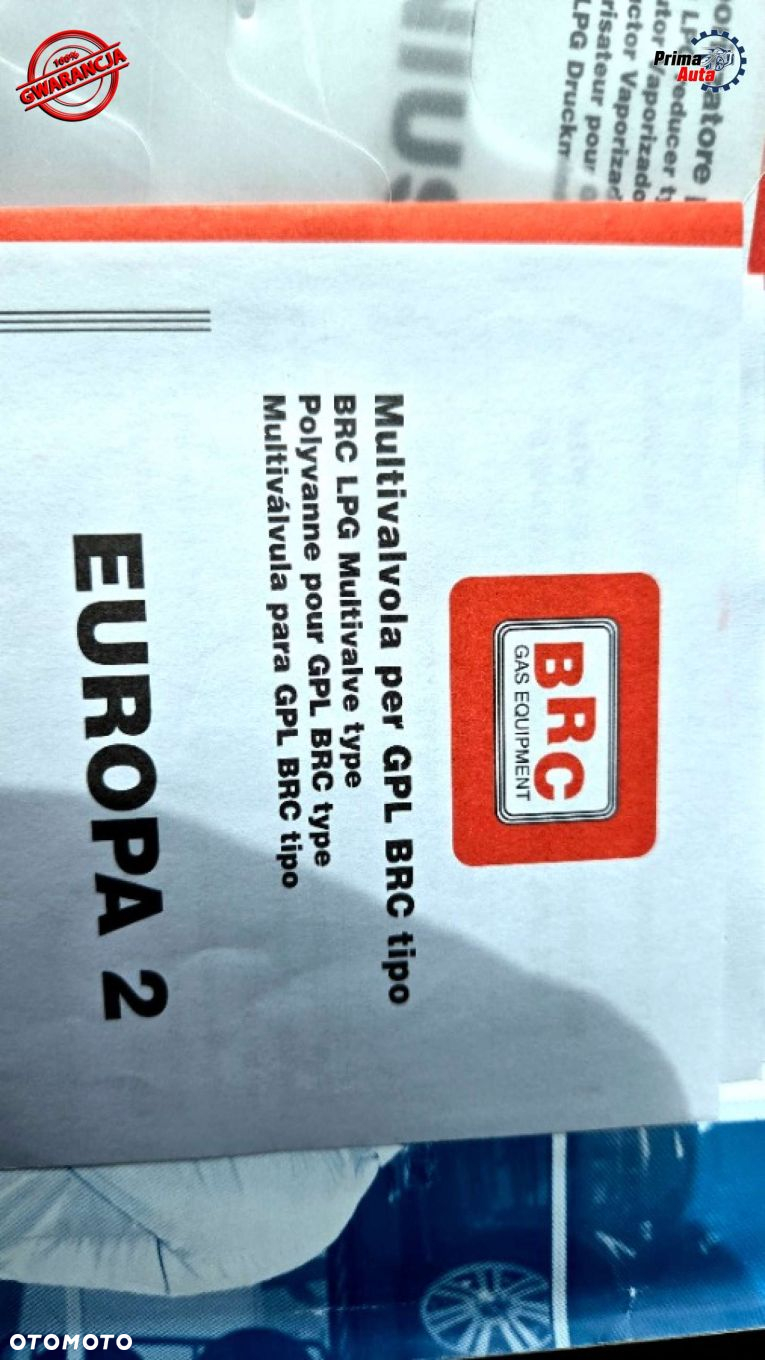 100%
GWARANCJA
Prima
Auta
BRC
GAS EQUIPMENT
Multivalvola per GPL BRC tipo
BRC LPG Multivalve type
Polyvanne pour GPL BRC type
Multiválvula para GPL BRC tipo
EUROPA 2
OTOMOTO